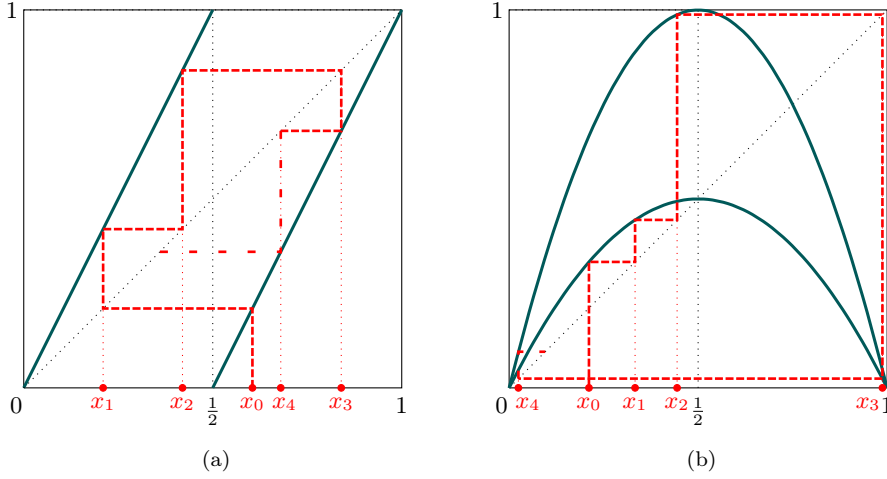 1
0
x₁
x₂
½
x₀
x₄
x₃
1
(a)
1
0
x₄
x₀
x₁
x₂
½
x₃
1
(b)